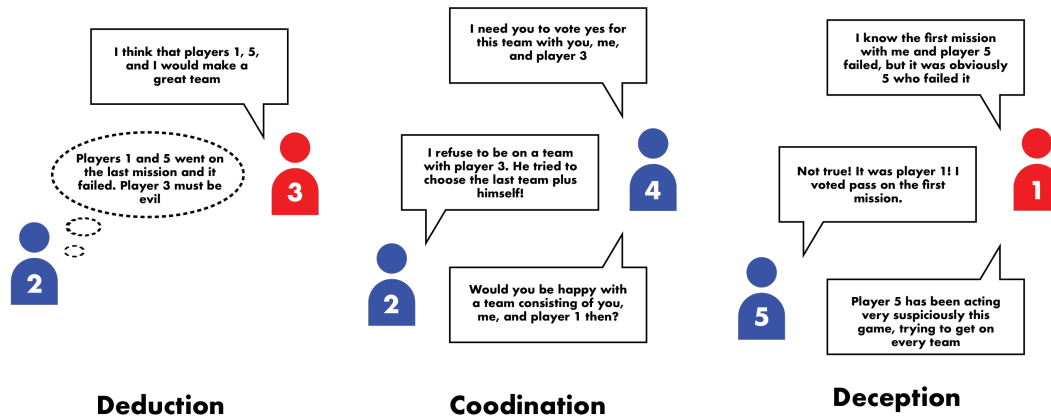 I think that players 1, 5,
and I would make a
great team
Players 1 and 5 went on
the last mission and it
failed. Player 3 must be
evil
3
2
Deduction
I need you to vote yes for
this team with you, me,
and player 3
I refuse to be on a team
with player 3. He tried to
choose the last team plus
himself!
4
2
Would you be happy with
a team consisting of you,
me, and player 1 then?
Coodination
I know the first mission
with me and player 5
failed, but it was obviously
5 who failed it
Not true! It was player 1! I
voted pass on the first
mission.
1
5
Player 5 has been acting
very suspiciously this
game, trying to get on
every team
Deception